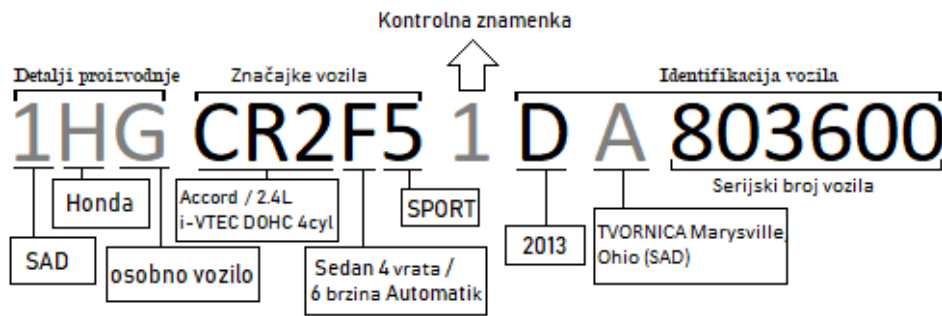 Kontrolna znamenka
Detalji proizvodnje
Značajke vozila
Identifikacija vozila
1HG CR2F5 1 D A 803600
Serijski broj vozila
Honda
Accord / 2.4L
i-VTEC DOHC 4cyl
SPORT
2013
TVORNICA Marysville,
Ohio (SAD)
SAD
osobno vozilo
Sedan 4 vrata /
6 brzina Automatik